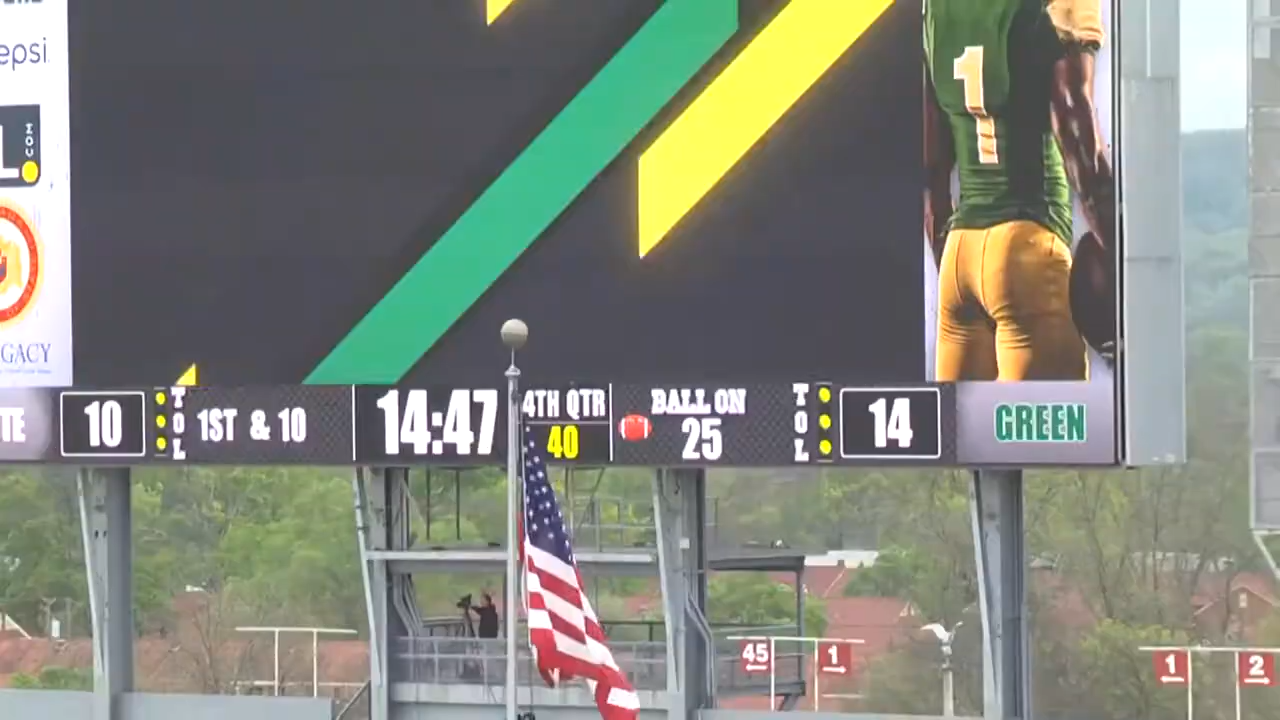 epsi
L
ZOC
GACY
1
TE
10
TOL
1ST & 10
14:47
4TH QTR
40
BALL ON
25
TOL
14
GREEN
45
1
1
2